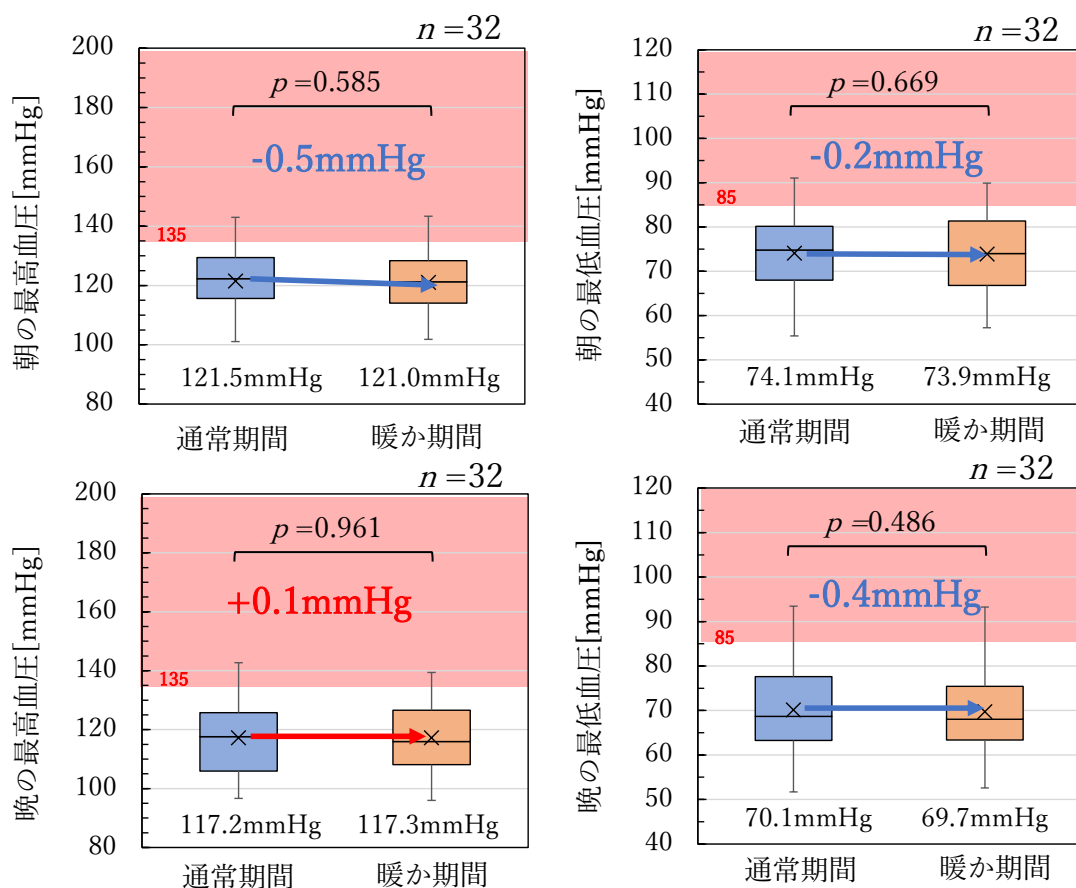 n=32
200
180
160
140
120
100
80
朝の最高血圧[mmHg]
p=0.585
-0.5mmHg
135
121.5mmHg 121.0mmHg
通常期間 暖か期間
n=32
120
110
100
90
80
70
60
50
40
朝の最低血圧[mmHg]
p=0.669
-0.2mmHg
85
74.1mmHg 73.9mmHg
通常期間 暖か期間
n=32
200
180
160
140
120
100
80
晩の最高血圧[mmHg]
p=0.961
+0.1mmHg
135
117.2mmHg 117.3mmHg
通常期間 暖か期間
n=32
120
110
100
90
80
70
60
50
40
晩の最低血圧[mmHg]
p=0.486
-0.4mmHg
85
70.1mmHg 69.7mmHg
通常期間 暖か期間